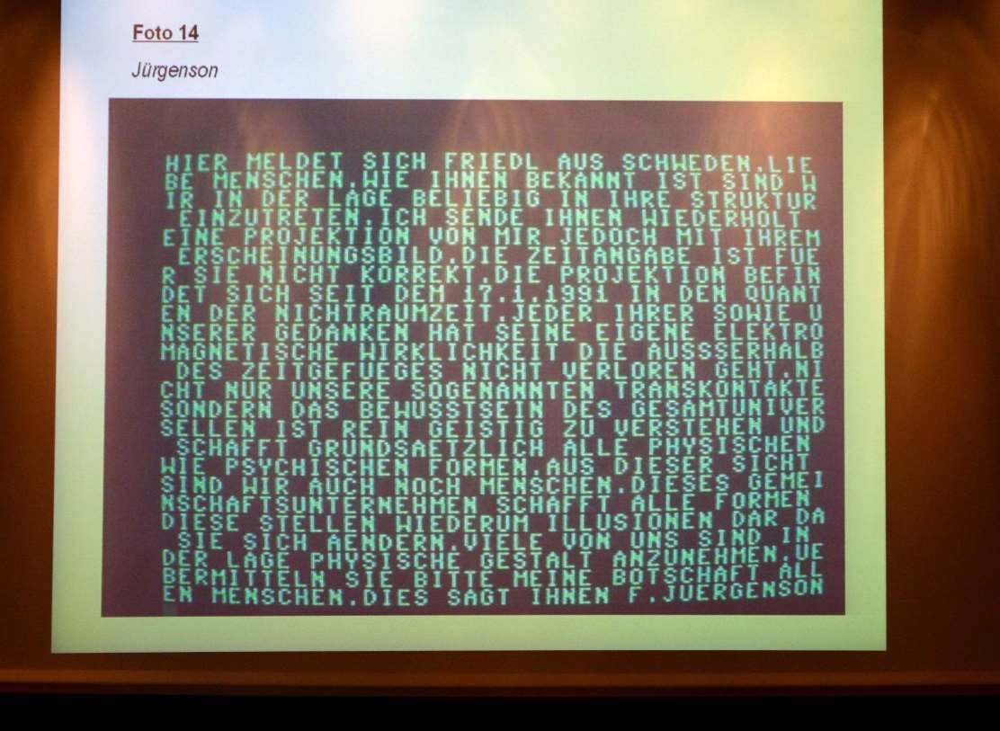 Foto 14
Jürgenson
HIER MELDET SICH FRIEDL AUS SCHWEDEN.LIE
BE MENSCHEN.WIE IHNEN BEKANNT IST SIND W
IR IN DER LAGE BELIEBIG IN IHRE STRUKTUR
EINZUTRETEN.ICH SENDE IHNEN WIEDERHOLT
EINE PROJEKTION VON MIR JEDOCH MIT IHREM
ERSCHEINUNGSBILD.DIE ZEITANGABE IST FUE
R SIE NICHT KORREKT.DIE PROJEKTION BEFIN
DET SICH SEIT DEM 17.1.1991 IN DEN QUANT
EN DER NICHTRAUMZEIT.JEDER IHRER SOWIE U
NSERER GEDANKEN HAT SEINE EIGENE ELEKTRO
MAGNETISCHE WIRKLICHKEIT DIE AUSSSERHALB
DES ZEITGEFUEGES NICHT VERLOREN GEHT.NI
CHT NUR UNSERE SOGENANNTEN TRANSKONTAKTE
SONDERN DAS BEWUSSTSEIN DES GESAMTUNIVER
SELLEN IST REIN GEISTIG ZU VERSTEHEN UND
SCHAFFT GRUNDSAETZLICH ALLE PHYSISCHEN
WIE PSYCHISCHEN FORMEN.AUS DIESER SICHT
SIND WIR AUCH NOCH MENSCHEN.DIESES GEMEI
NSCHAFTSUNTERNEHMEN SCHAFFT ALLE FORMEN
DIESE STELLEN WIEDERUM ILLUSIONEN DAR DA
SIE SICH AENDERN.VIELE VON UNS SIND IN
DER LAGE PHYSISCHE GESTALT ANZUNEHMEN.UE
BERMITTELN SIE BITTE MEINE BOTSCHAFT ALL
EN MENSCHEN.DIES SAGT IHNEN F.JUERGENSON